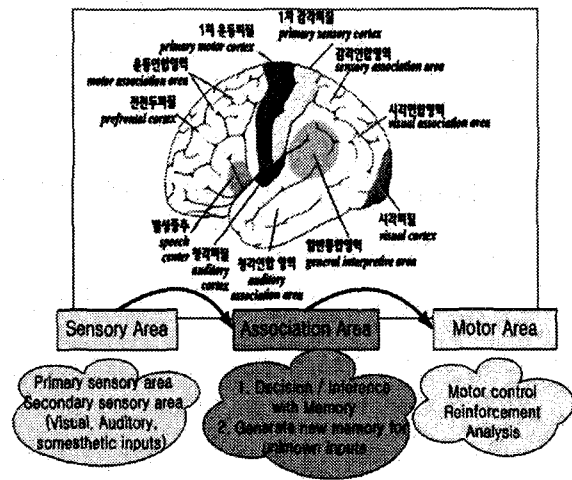 1차 운동피질
primary motor cortex
1차 감각피질
primary sensory cortex
운동연합영역
motor association area
감각연합영역
sensory association area
전전두피질
prefrontal cortex
시각연합영역
visual association area
발성중추
speech
center
청각피질
auditory
cortex
청각연합 영역
auditory
association area
일반통합영역
general interpretive area
시각피질
visual cortex
Sensory Area
Association Area
Motor Area
Primary sensory area
Secondary sensory area
(Visual, Auditory,
somesthetic inputs)
1. Decision / Inference
with Memory
2. Generate new memory for
unknown inputs
Motor control
Reinforcement
Analysis